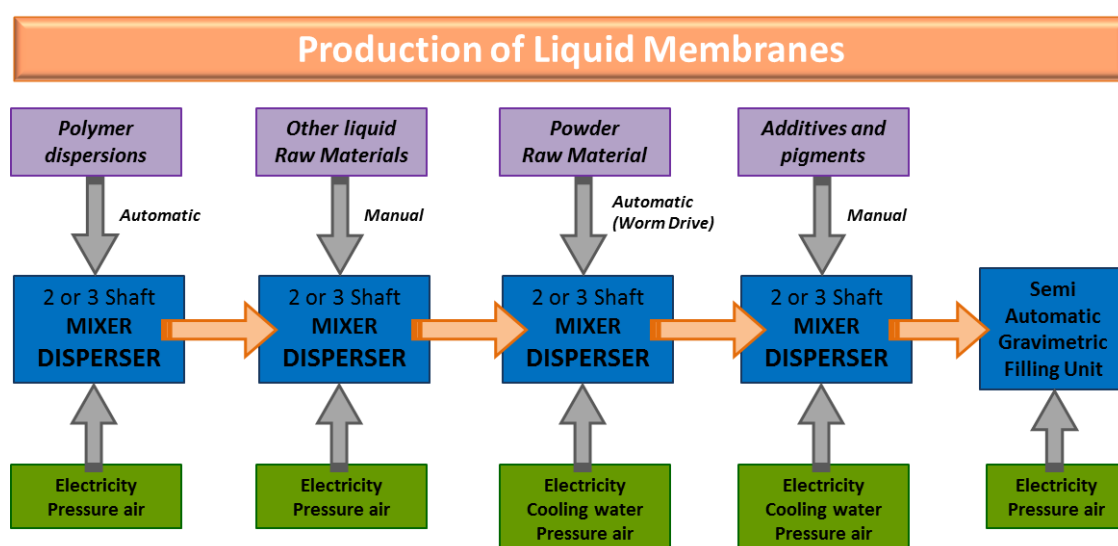 Production of Liquid Membranes
Polymer
dispersions
Other liquid
Raw Materials
Powder
Raw Material
Additives and
pigments
Automatic
Manual
Automatic
(Worm Drive)
Manual
2 or 3 Shaft
MIXER
DISPERSER
2 or 3 Shaft
MIXER
DISPERSER
2 or 3 Shaft
MIXER
DISPERSER
2 or 3 Shaft
MIXER
DISPERSER
Semi
Automatic
Gravimetric
Filling Unit
Electricity
Pressure air
Electricity
Pressure air
Electricity
Cooling water
Pressure air
Electricity
Cooling water
Pressure air
Electricity
Pressure air